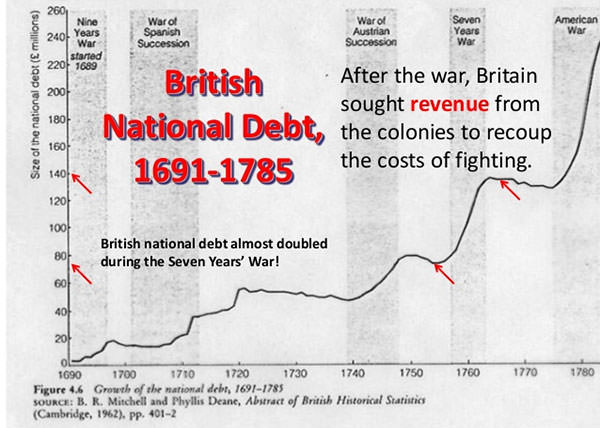 260
240
220
200
180
160
140
120
100
80
60
40
20
0
Size of the national debt (£ millions)
Nine
Years
War
started
1689
War of
Spanish
Succession
War of
Austrian
Succession
Seven
Years
War
American
War
British
National Debt,
1691-1785
After the war, Britain
sought revenue from
the colonies to recoup
the costs of fighting.
British national debt almost doubled
during the Seven Years’ War!
1690 1700 1710 1720 1730 1740 1750 1760 1770 1780
Figure 4.6 Growth of the national debt, 1691-1785
SOURCE: B. R. Mitchell and Phyllis Deane, Abstract of British Historical Statistics
(Cambridge, 1962), pp. 401-2